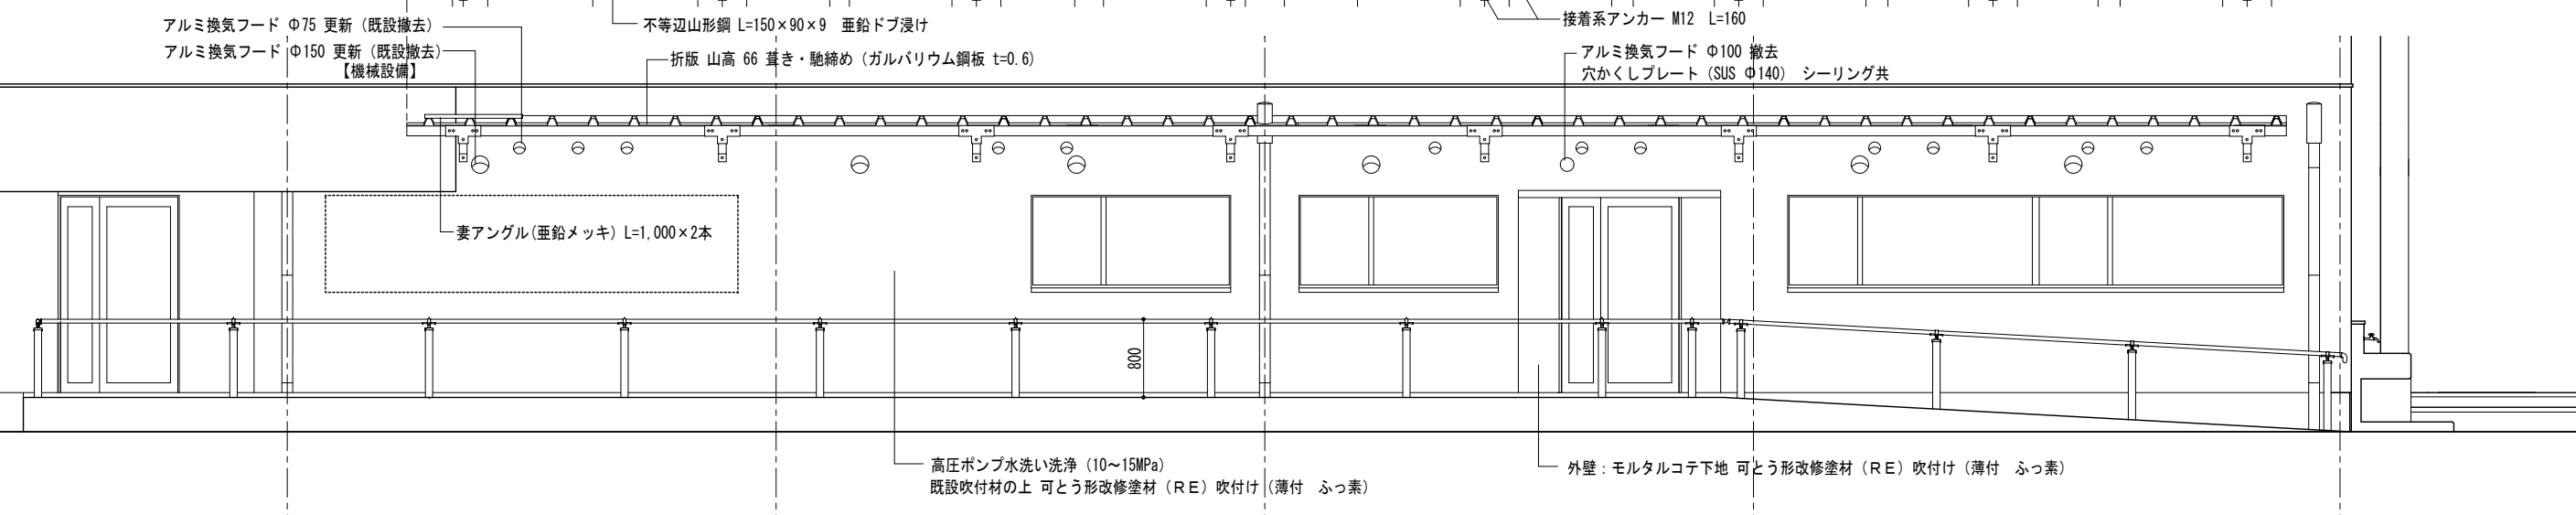 アルミ換気フード Φ75 更新（既設撤去）
アルミ換気フード Φ150 更新（既設撤去）
【機械設備】
不等辺山形鋼 L=150×90×9　亜鉛ドブ浸け
折版 山高 66 葺き・馳締め（ガルバリウム鋼板 t=0.6）
接着系アンカー M12　L=160
アルミ換気フード Φ100 撤去
穴かくしプレート（SUS Φ140）　シーリング共
妻アングル(亜鉛メッキ) L=1,000×2本
800
高圧ポンプ水洗い洗浄（10～15MPa）
既設吹付材の上 可とう形改修塗材（ＲＥ）吹付け（薄付　ふっ素）
外壁：モルタルコテ下地 可とう形改修塗材（ＲＥ）吹付け（薄付　ふっ素）